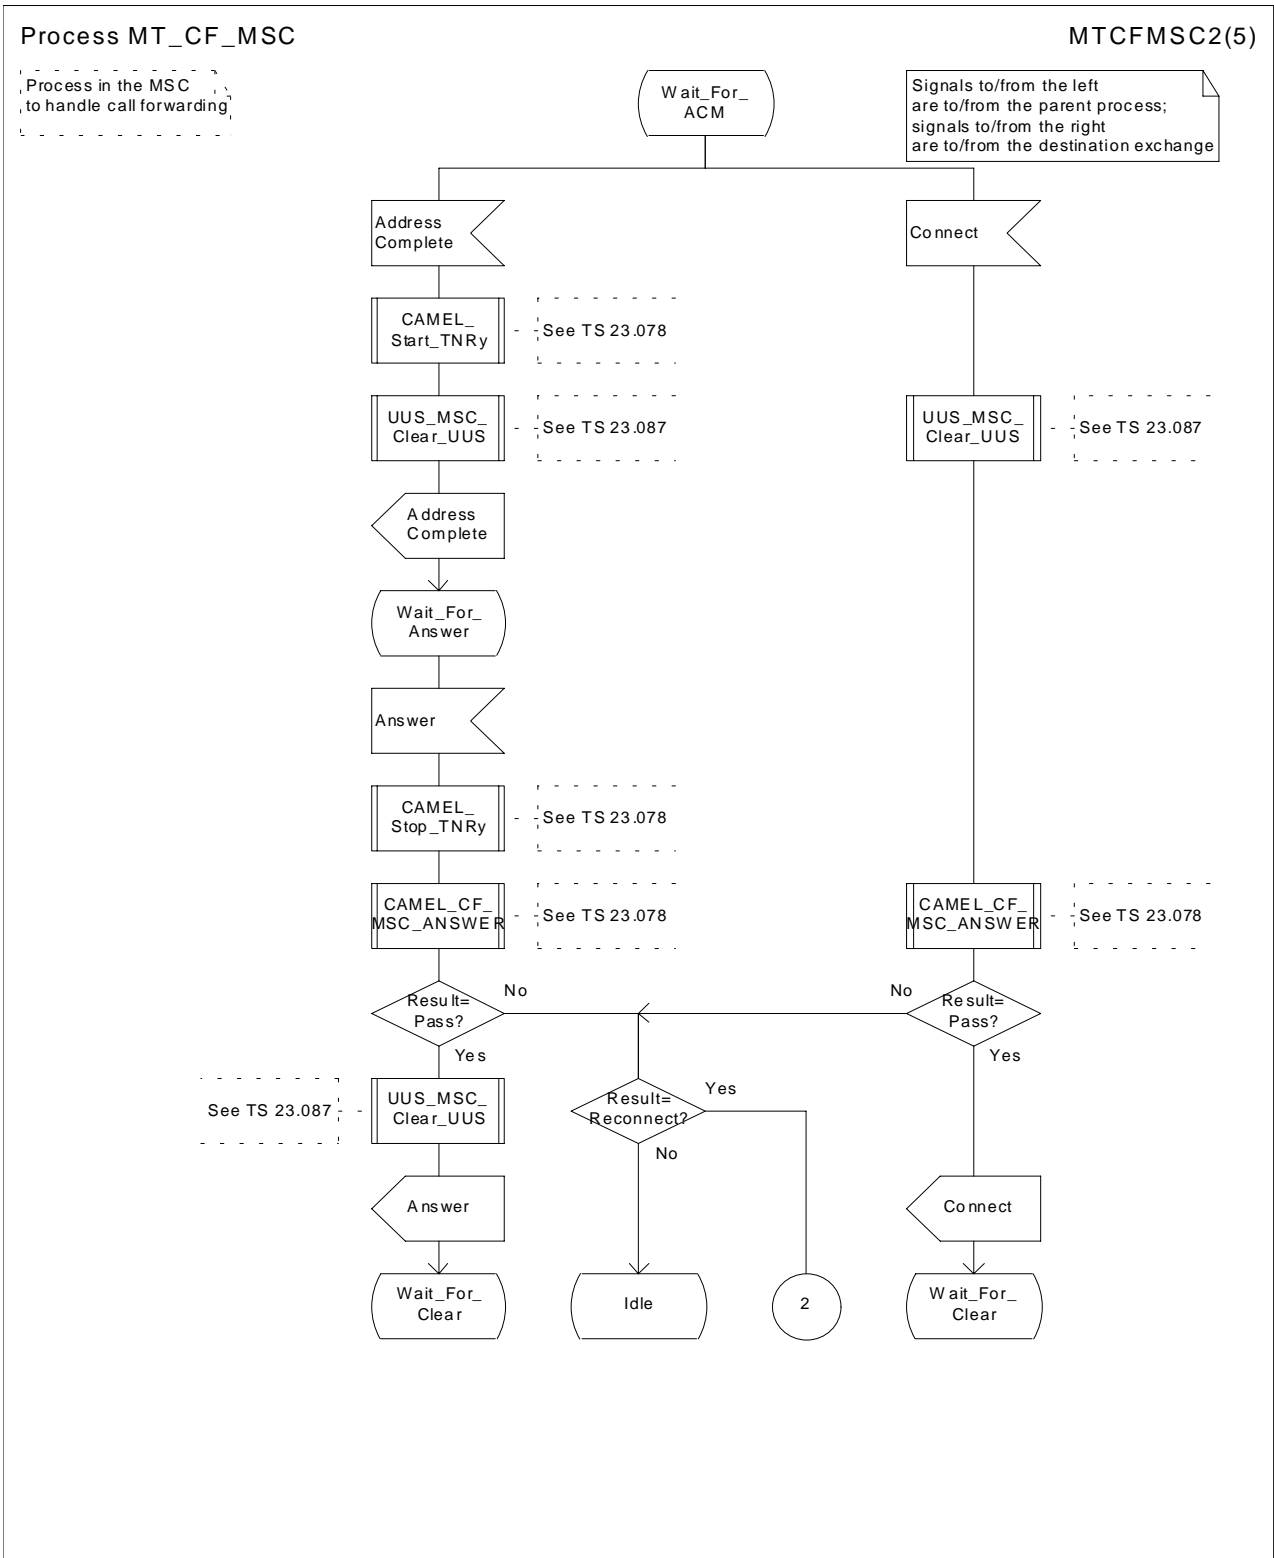 Process MT_CF_MSC
MTCFMSC2(5)
Process in the MSC
to handle call forwarding
Wait_For_
ACM
Signals to/from the left
are to/from the parent process;
signals to/from the right
are to/from the destination exchange
Address
Complete
Connect
CAMEL_
Start_TNRy
See TS 23.078
UUS_MSC_
Clear_UUS
See TS 23.087
UUS_MSC_
Clear_UUS
See TS 23.087
Address
Complete
Wait_For_
Answer
Answer
CAMEL_
Stop_TNRy
See TS 23.078
CAMEL_CF_
MSC_ANSWER
See TS 23.078
CAMEL_CF_
MSC_ANSWER
See TS 23.078
Result=
Pass?
No
No
Result=
Pass?
Yes
Yes
See TS 23.087
UUS_MSC_
Clear_UUS
Result=
Reconnect?
Yes
No
Answer
Connect
Wait_For_
Clear
Idle
2
Wait_For_
Clear